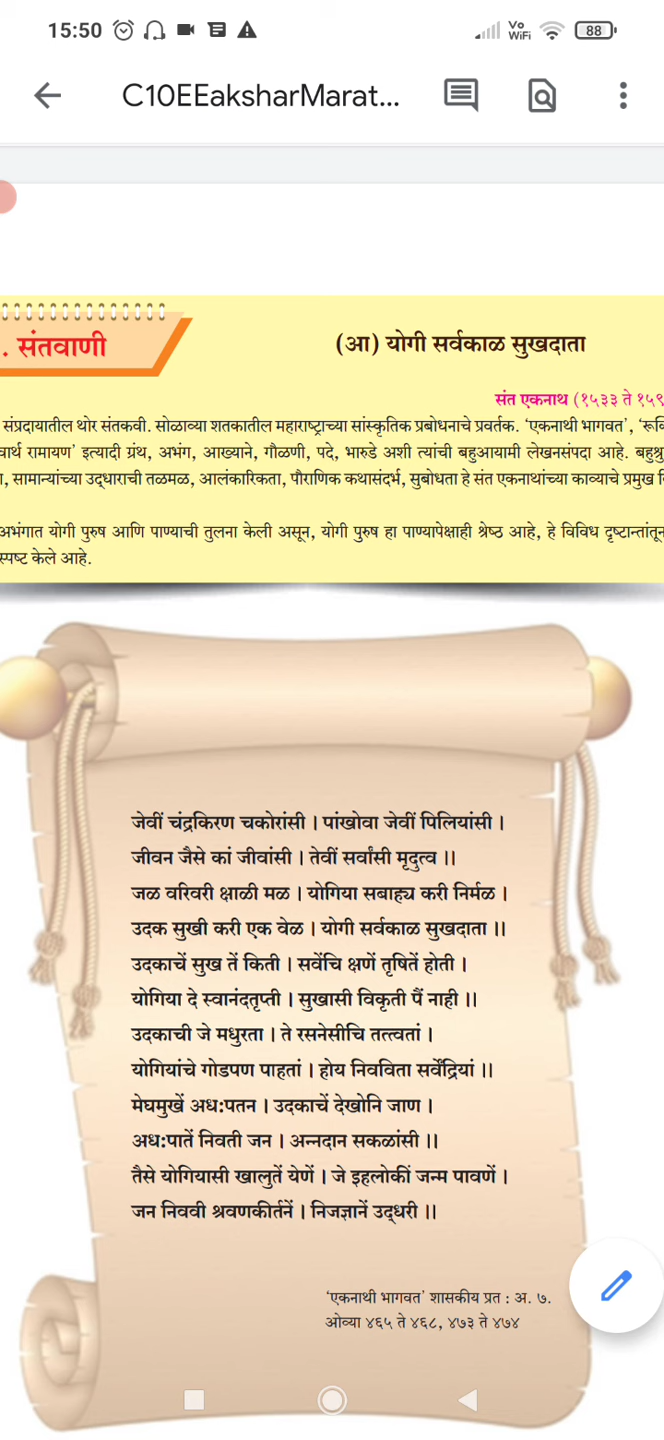 15:50
Vo WiFi
88
C10EEaksharMarat...
. संतवाणी
(आ) योगी सर्वकाळ सुखदाता
संत एकनाथ (१५३३ ते १५९
संप्रदायातील थोर संतकवी. सोळाव्या शतकातील महाराष्ट्राच्या सांस्कृतिक प्रबोधनाचे प्रवर्तक. ‘एकनाथी भागवत’,
रामायण’ इत्यादी ग्रंथ, अभंग, आख्याने, गौळणी, पदे, भारुडे अशी त्यांची बहुआयामी लेखनसंपदा आहे.
, सामान्यांच्या उद्धाराची तळमळ, आलंकारिकता, पौराणिक कथासंदर्भ, सुबोधता हे संत एकनाथांच्या काव्याचे प्रमुख
अभंगात योगी पुरुष आणि पाण्याची तुलना केली असून, योगी पुरुष हा पाण्यापेक्षाही श्रेष्ठ आहे, हे विविध दृष्टान्तांतून
स्पष्ट केले आहे.
जेवीं चंद्रकिरण चकोरांसी । पांखोवा जेवीं पिलियांसी ।
जीवन जैसे कां जीवांसी । तेवीं सर्वांसी मृदुत्व ।।
जळ वरिवरी क्षाळी मळ । योगिया सबाह्य करी निर्मळ ।
उदक सुखी करी एक वेळ । योगी सर्वकाळ सुखदाता ।।
उदकाचें सुख तें किती । सवेंचि क्षणें तृषितें होती ।
योगिया दे स्वानंदतृप्ती । सुखासी विकृती पैं नाही ।।
उदकाची जे मधुरता । ते रसनेसीचि तत्त्वतां ।
योगियांचे गोडपण पाहतां । होय निवविता सर्वेंद्रियां ।।
मेघमुखें अध:पतन । उदकाचें देखोनि जाण ।
अध:पातें निवती जन । अन्नदान सकळांसी ।।
तैसे योगियासी खालुतें येणें । जे इहलोकीं जन्म पावणें ।
जन निववी श्रवणकीर्तनें । निजज्ञानें उद्धरी ।।
‘एकनाथी भागवत’ शासकीय प्रत : अ. ७.
ओव्या ४६५ ते ४६८, ४७३ ते ४७४